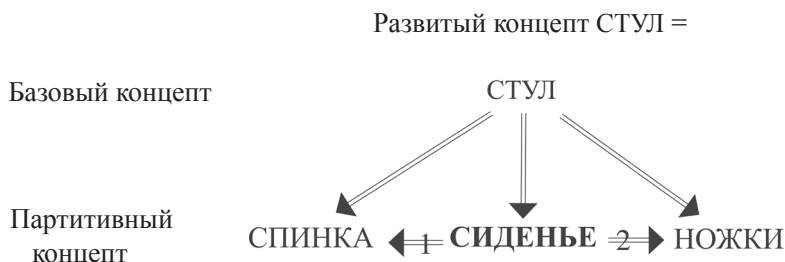 Развитый концепт СТУЛ =
Базовый концепт СТУЛ
Партитивный
концепт
СПИНКА 1 СИДЕНЬЕ 2 НОЖКИ